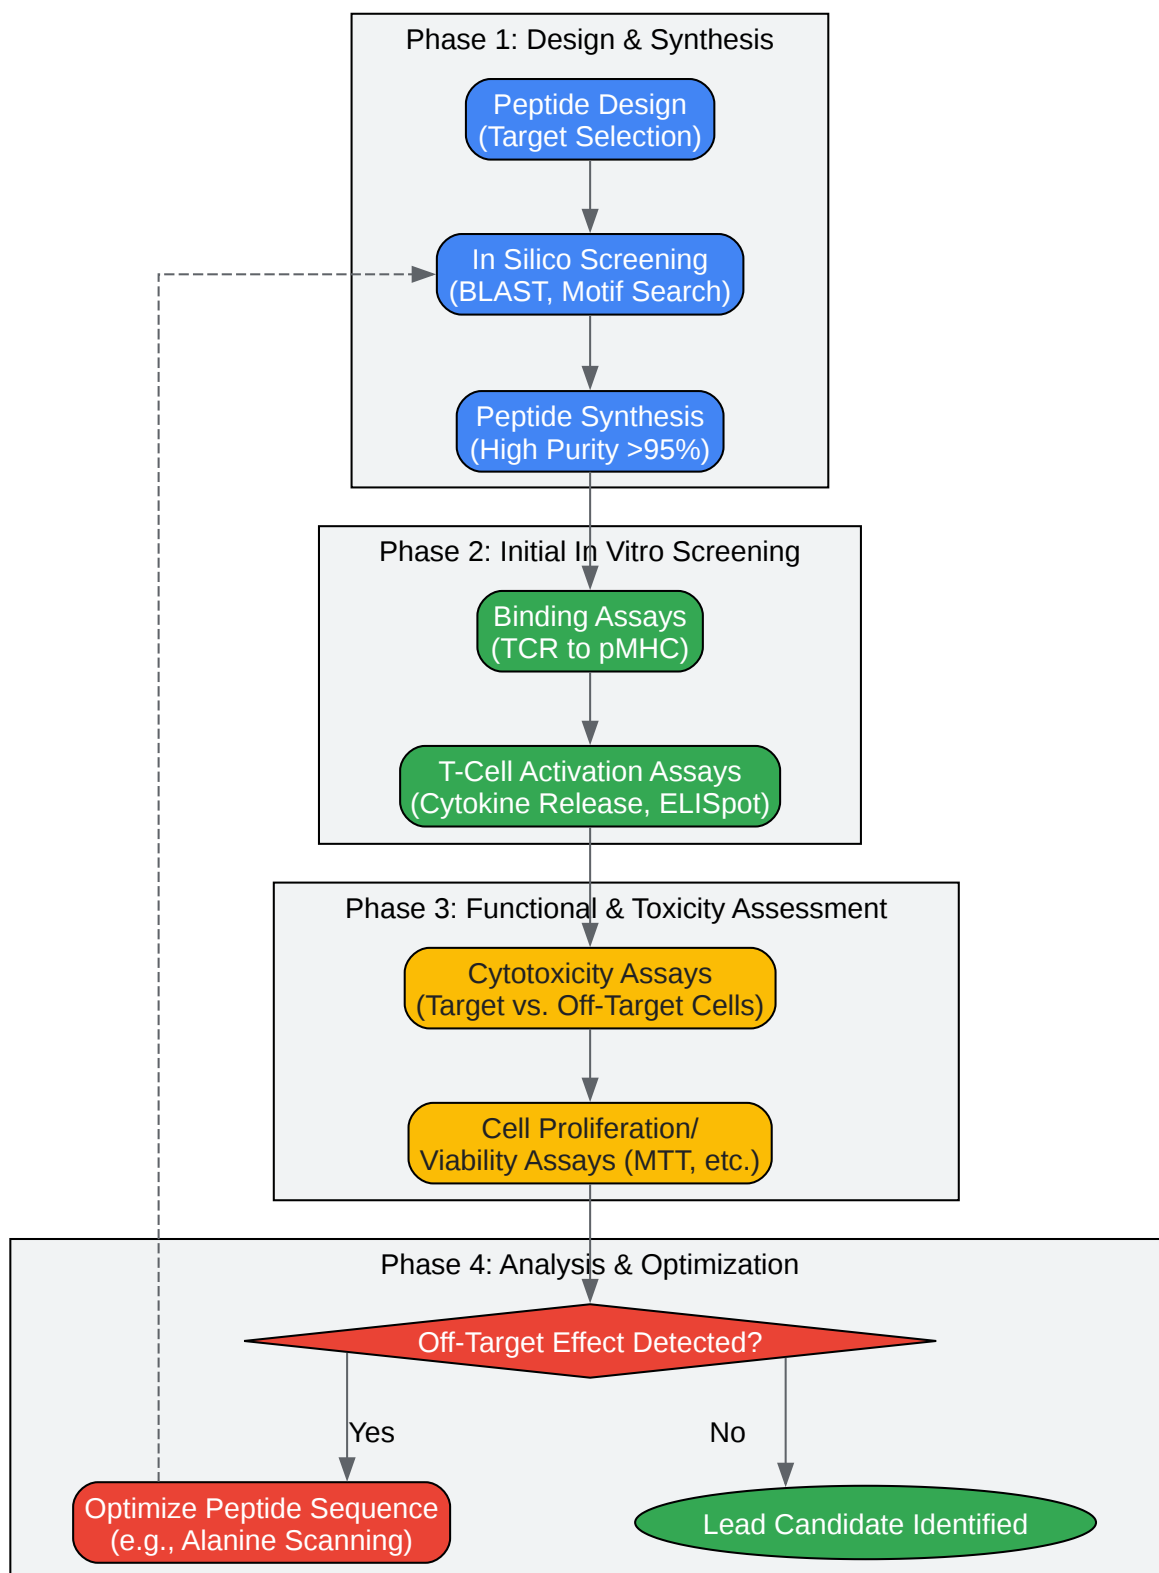 Phase 1: Design & Synthesis
Peptide Design
(Target Selection)
In Silico Screening
(BLAST, Motif Search)
Peptide Synthesis
(High Purity >95%)
Phase 2: Initial In Vitro Screening
Binding Assays
(TCR to pMHC)
T-Cell Activation Assays
(Cytokine Release, ELISpot)
Phase 3: Functional & Toxicity Assessment
Cytotoxicity Assays
(Target vs. Off-Target Cells)
Cell Proliferation/
Viability Assays (MTT, etc.)
Phase 4: Analysis & Optimization
Off-Target Effect Detected?
Yes
No
Optimize Peptide Sequence
(e.g., Alanine Scanning)
Lead Candidate Identified